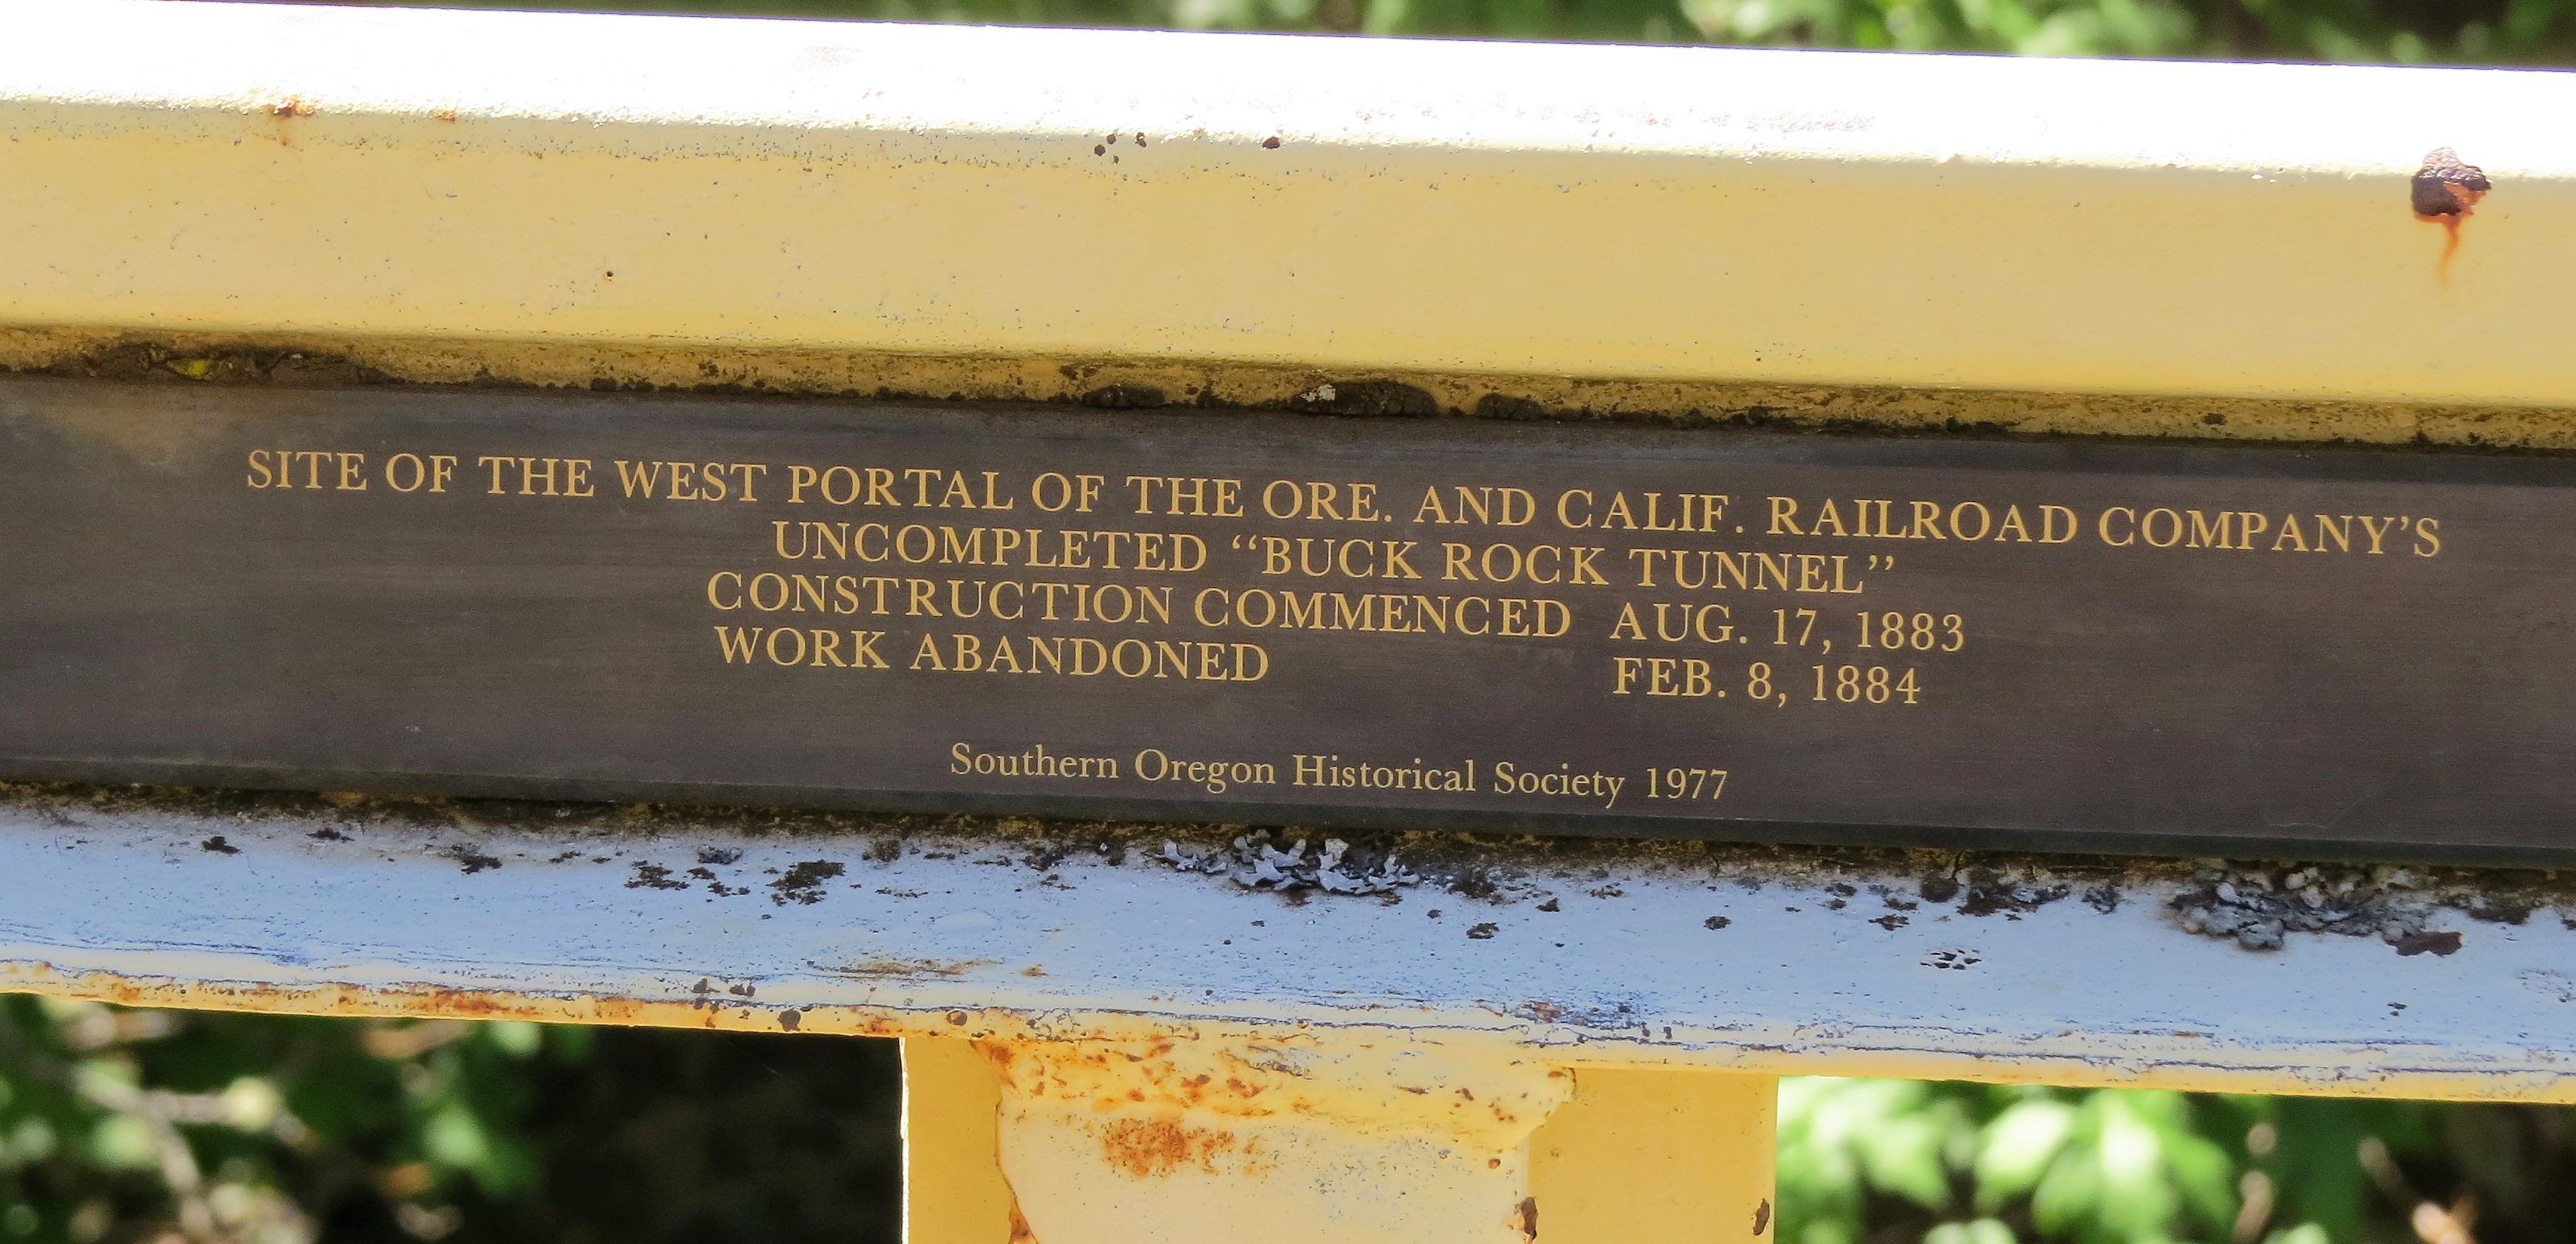 SITE OF THE WEST PORTAL OF THE ORE. AND CALIF. RAILROAD COMPANY'S
UNCOMPLETED "BUCK ROCK TUNNEL"
CONSTRUCTION COMMENCED AUG. 17, 1883
WORK ABANDONED FEB. 8, 1884
Southern Oregon Historical Society 1977